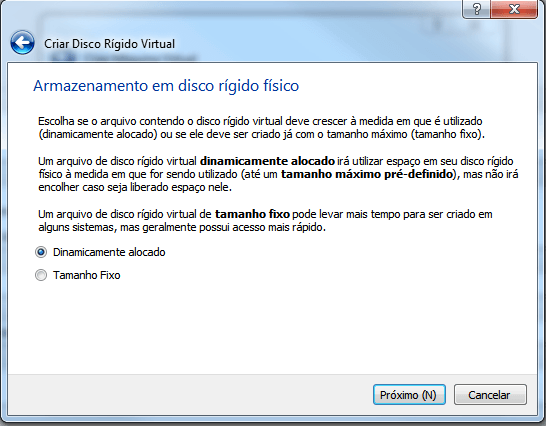 ?
Criar Disco Rígido Virtual
Armazenamento em disco rígido físico
Escolha se o arquivo contendo o disco rígido virtual deve crescer à medida em que é utilizado
(dinamicamente alocado) ou se ele deve ser criado já com o tamanho máximo (tamanho fixo).
Um arquivo de disco rígido virtual dinamicamente alocado irá utilizar espaço em seu disco rígido
físico à medida em que for sendo utilizado (até um tamanho máximo pré-definido), mas não irá
encolher caso seja liberado espaço nele.
Um arquivo de disco rígido virtual de tamanho fixo pode levar mais tempo para ser criado em
alguns sistemas, mas geralmente possui acesso mais rápido.
Dinamicamente alocado
Tamanho Fixo
Próximo (N)
Cancelar